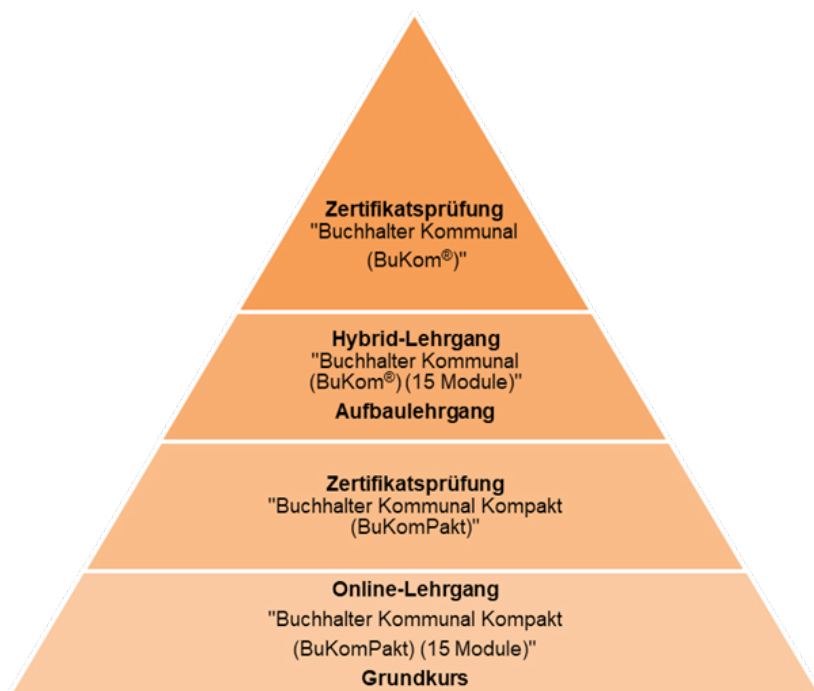 Zertifikatsprüfung
"Buchhalter Kommunal
(BuKom®)"
Hybrid-Lehrgang
"Buchhalter Kommunal
(BuKom®) (15 Module)"
Aufbaulehrgang
Zertifikatsprüfung
"Buchhalter Kommunal Kompakt
(BuKomPakt)"
Online-Lehrgang
"Buchhalter Kommunal Kompakt
(BuKomPakt) (15 Module)"
Grundkurs